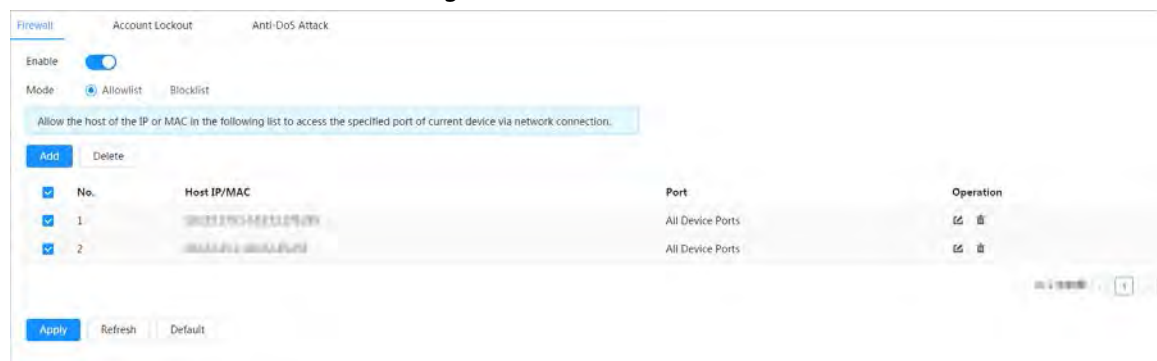 Firewall Account Lockout Anti-DoS Attack
Enable
Mode Allowlist Blocklist
Allow the host of the IP or MAC in the following list to access the specified port of current device via network connection.
Add Delete
No. Host IP/MAC Port Operation
1 All Device Ports
2 All Device Ports
1
Apply Refresh Default